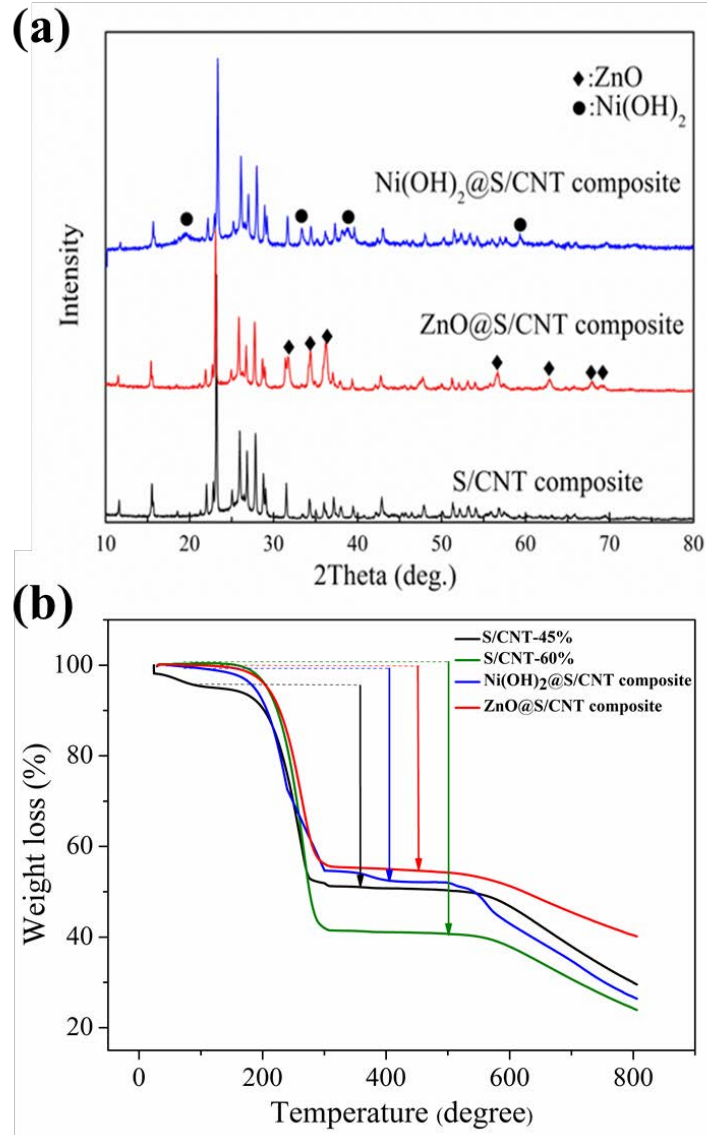 (a)
◆:ZnO
●:Ni(OH)2
Ni(OH)2@S/CNT composite
ZnO@S/CNT composite
S/CNT composite
Intensity
10 20 30 40 50 60 70 80
2Theta (deg.)
(b)
S/CNT-45%
S/CNT-60%
Ni(OH)2@S/CNT composite
ZnO@S/CNT composite
100
80
60
40
20
Weight loss (%)
0 200 400 600 800
Temperature (degree)